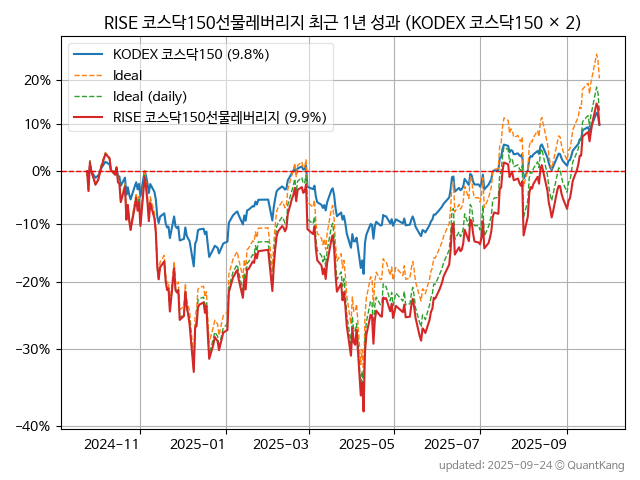 RISE 코스닥150선물레버리지 최근 1년 성과 (KODEX 코스닥150 × 2)
KODEX 코스닥150 (9.8%)
Ideal
Ideal (daily)
RISE 코스닥150선물레버리지 (9.9%)
20%
10%
0%
−10%
−20%
−30%
−40%
2024-11 2025-01 2025-03 2025-05 2025-07 2025-09
updated: 2025-09-24 © QuantKang